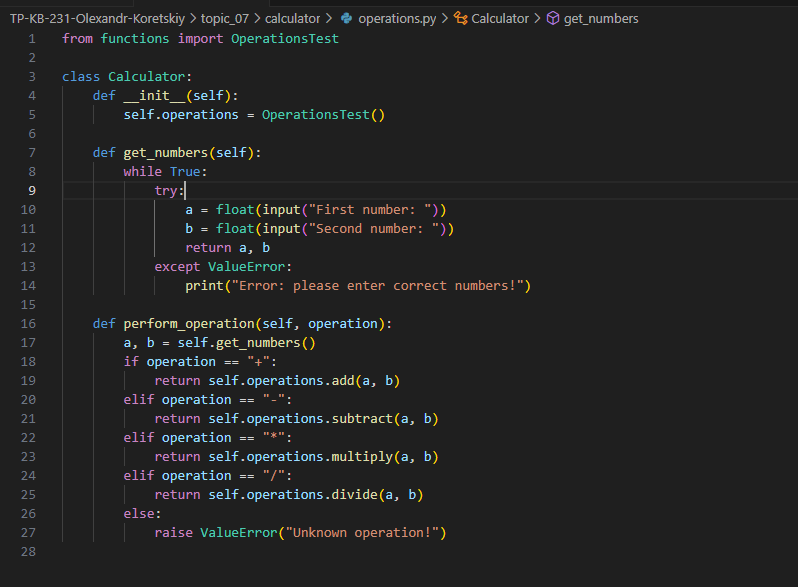 TP-KB-231-Olexandr-Koretskiy > topic_07 > calculator > operations.py > Calculator > get_numbers
1 from functions import OperationsTest
2
3 class Calculator:
4     def __init__(self):
5         self.operations = OperationsTest()
6
7     def get_numbers(self):
8         while True:
9             try:
10                 a = float(input("First number: "))
11                 b = float(input("Second number: "))
12                 return a, b
13             except ValueError:
14                 print("Error: please enter correct numbers!")
15
16     def perform_operation(self, operation):
17         a, b = self.get_numbers()
18         if operation == "+":
19             return self.operations.add(a, b)
20         elif operation == "-":
21             return self.operations.subtract(a, b)
22         elif operation == "*":
23             return self.operations.multiply(a, b)
24         elif operation == "/":
25             return self.operations.divide(a, b)
26         else:
27             raise ValueError("Unknown operation!")
28